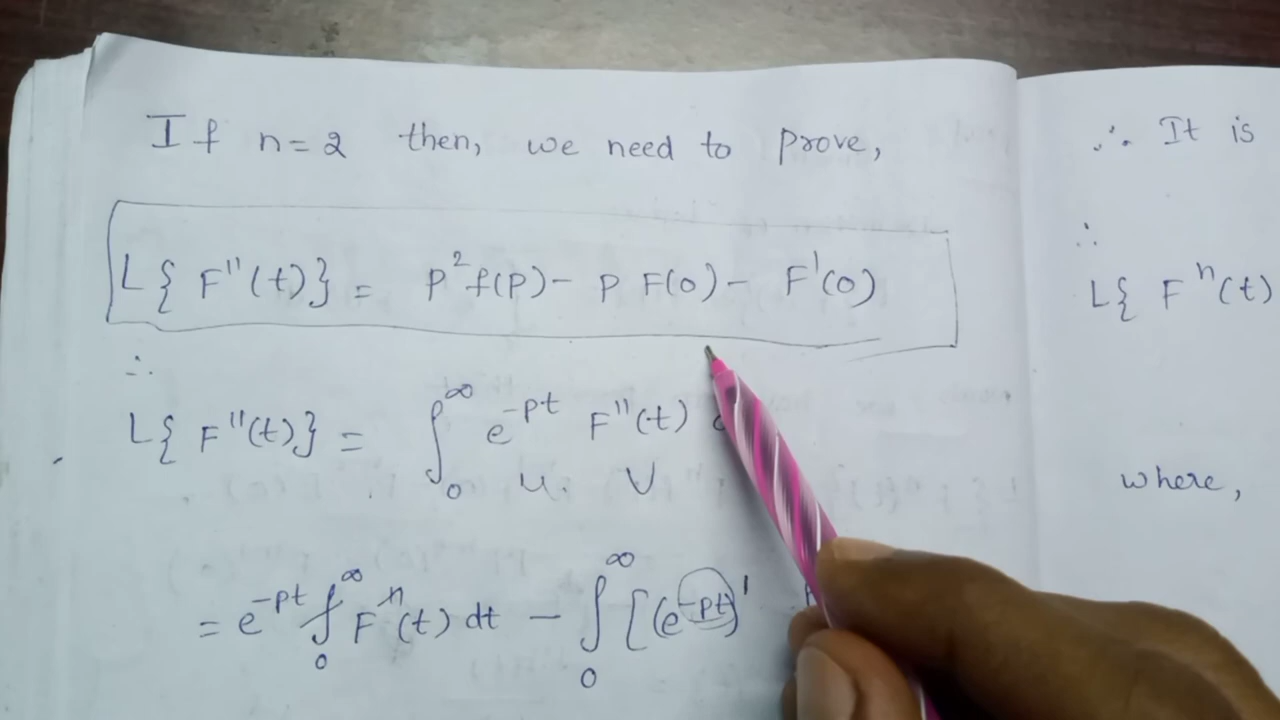 If n=2 then, we need to prove,
L{ F''(t)} = p²f(p)- p F(0)- F'(0)
∴
L{ F''(t)} = ∫₀^∞ e^-pt F''(t)
u. v
= e^-pt ∫₀^∞ F^n(t) dt - ∫₀^∞ [(e^-pt)'
∴ It is
∴
L{ F^n(t)
where,